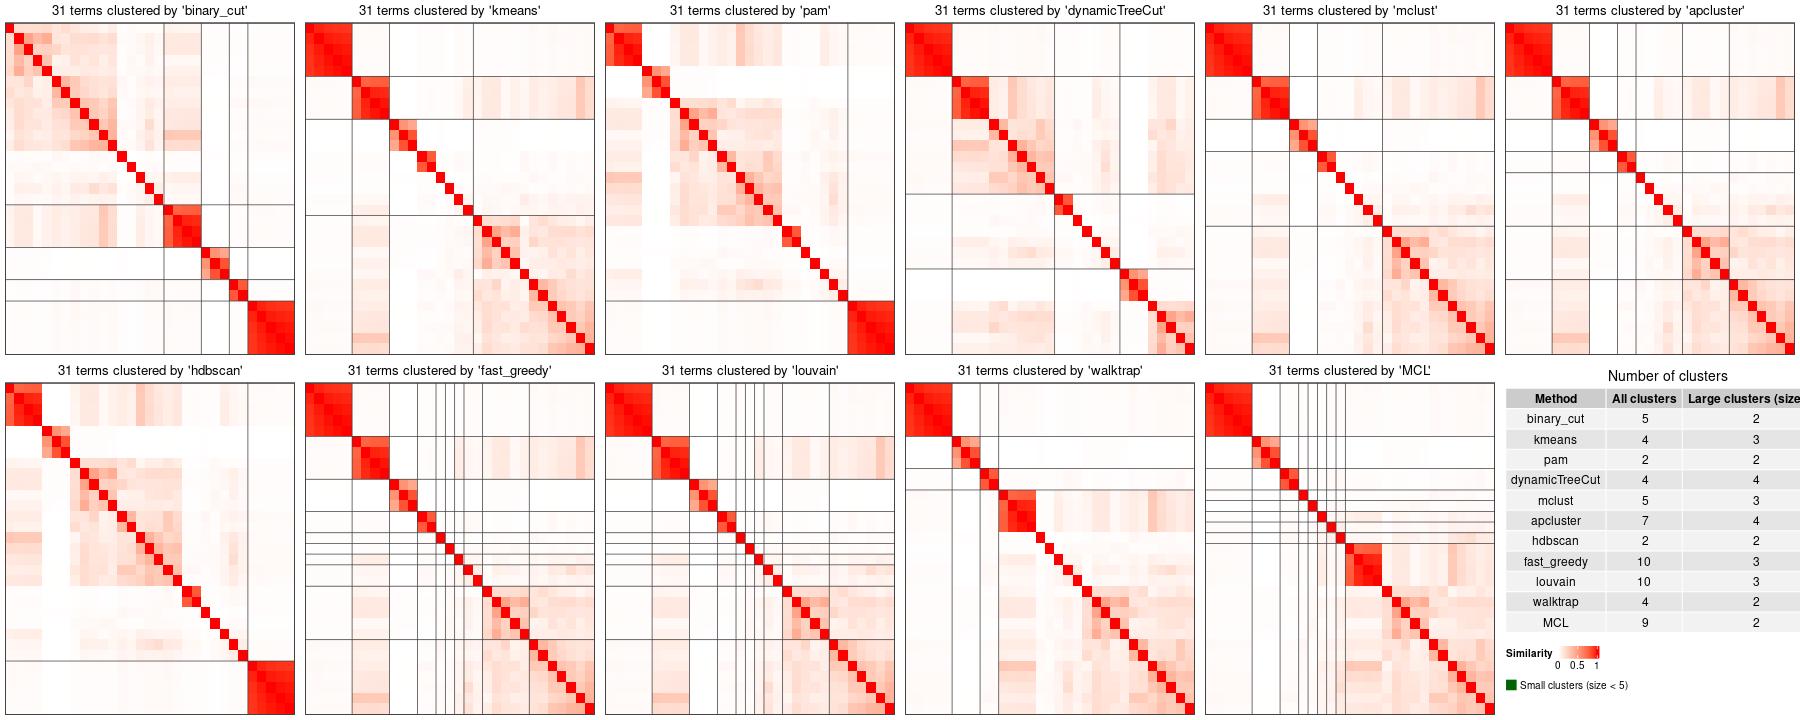 31 terms clustered by 'binary_cut'
31 terms clustered by 'kmeans'
31 terms clustered by 'pam'
31 terms clustered by 'dynamicTreeCut'
31 terms clustered by 'mclust'
31 terms clustered by 'apcluster'
31 terms clustered by 'hdbscan'
31 terms clustered by 'fast_greedy'
31 terms clustered by 'louvain'
31 terms clustered by 'walktrap'
31 terms clustered by 'MCL'
Number of clusters
Method All clusters Large clusters (size
binary_cut 5 2
kmeans 4 3
pam 2 2
dynamicTreeCut 4 4
mclust 5 3
apcluster 7 4
hdbscan 2 2
fast_greedy 10 3
louvain 10 3
walktrap 4 2
MCL 9 2
Similarity
0 0.5 1
Small clusters (size < 5)